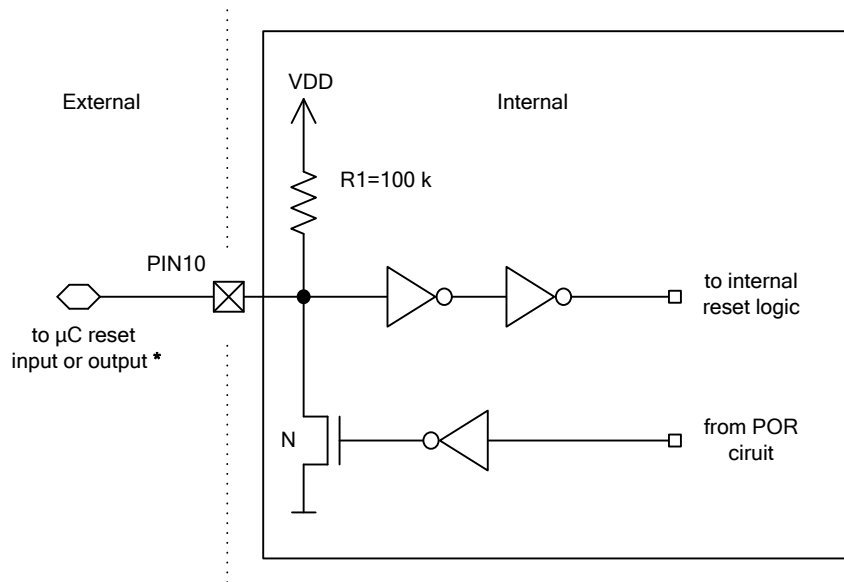 VDD
External
Internal
R1=100 k
PIN10
to internal
reset logic
to µC reset
input or output *
N
from POR
ciruit